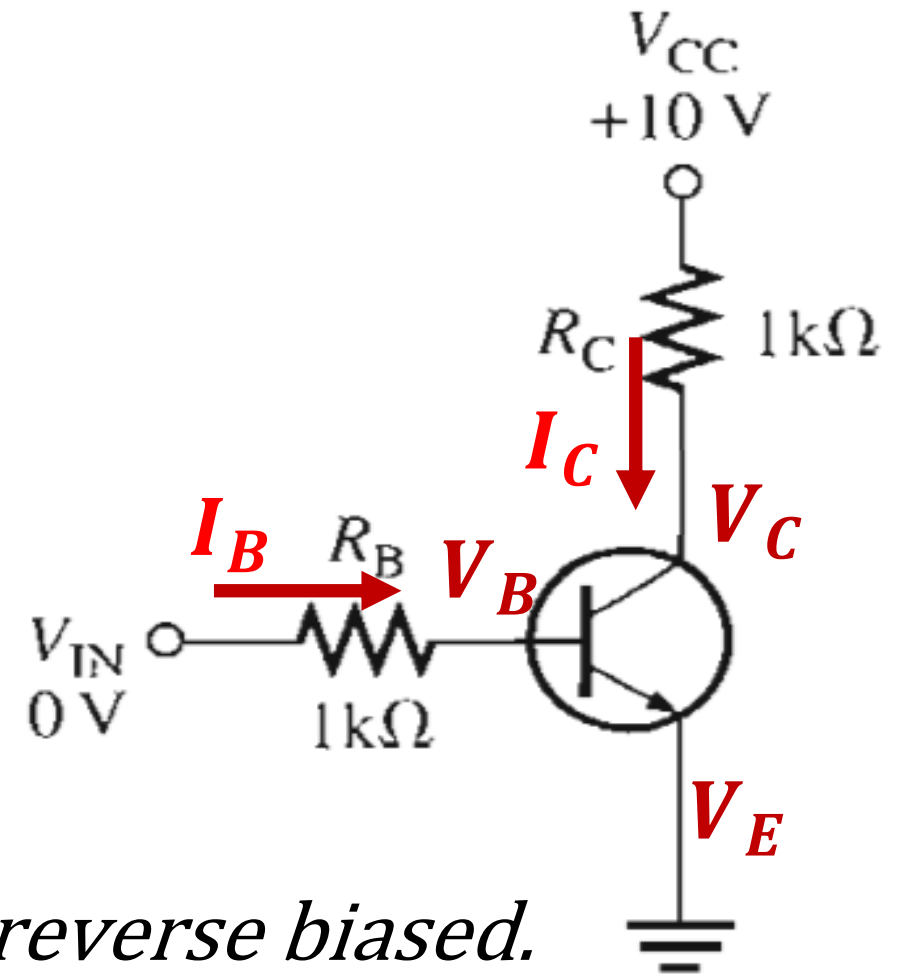 V_CC
+10 V
R_C 1kΩ
I_C
V_C
I_B R_B V_B
V_IN
0 V
1kΩ
V_E
reverse biased.